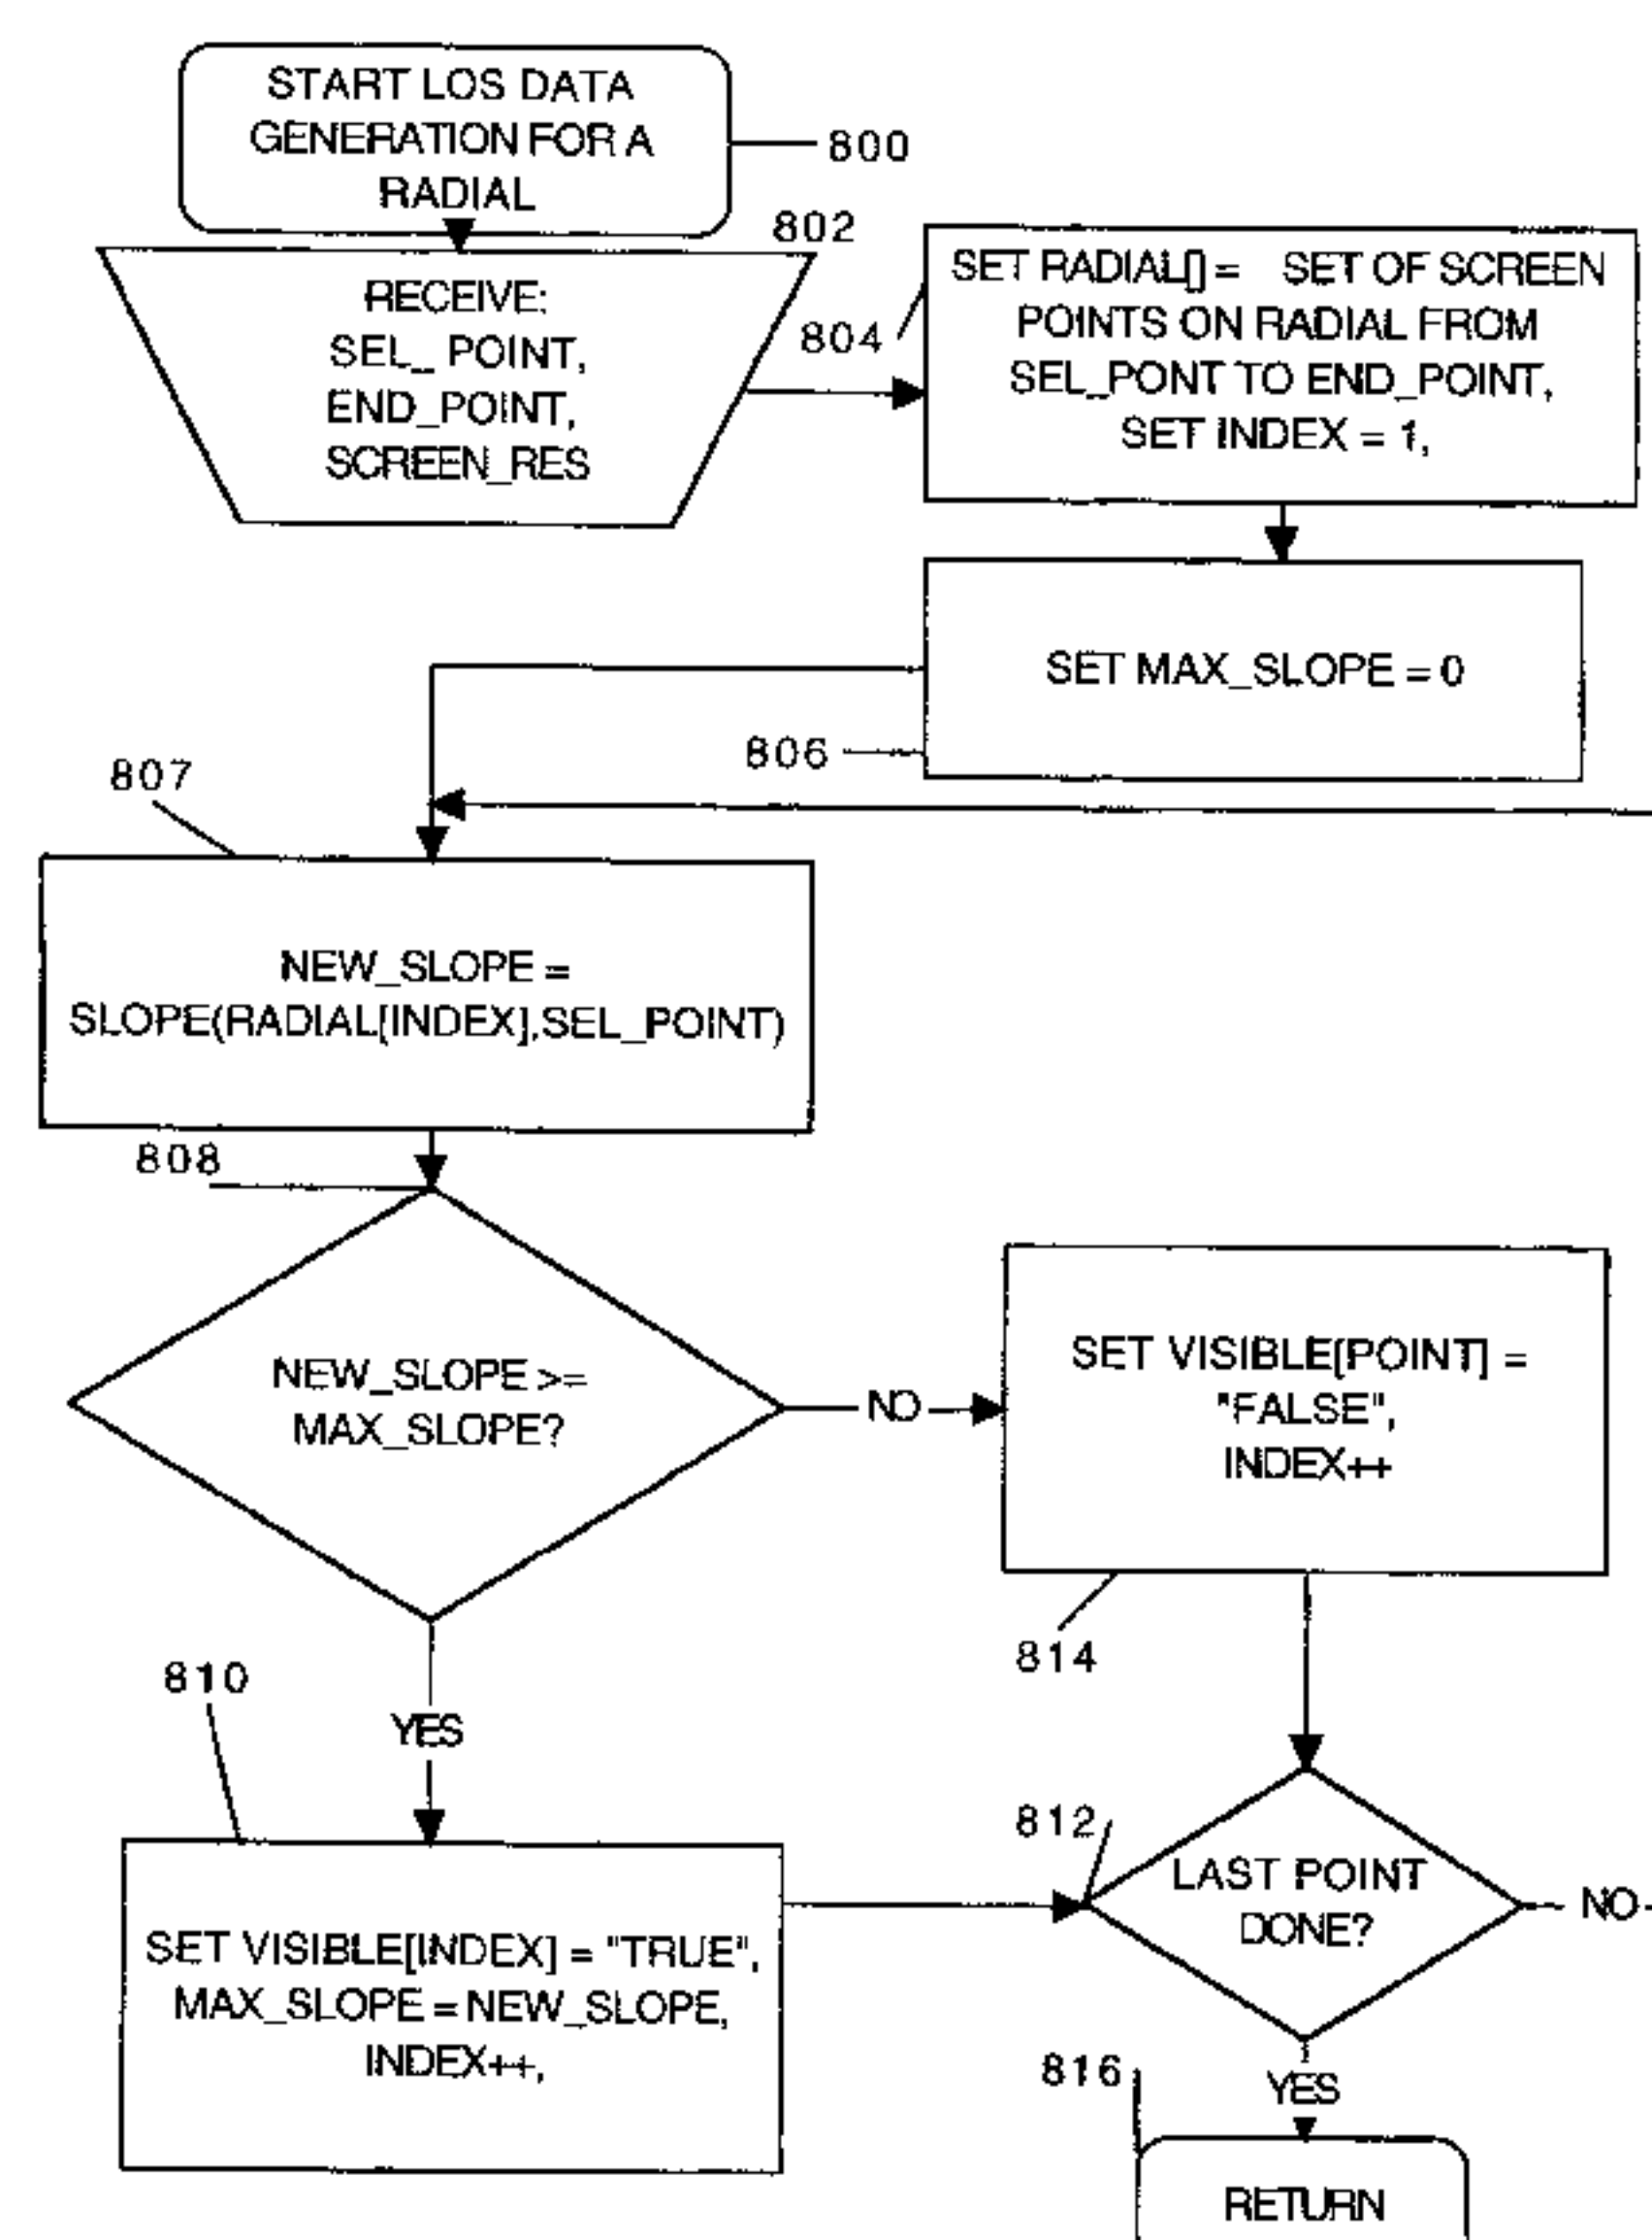 START LOS DATA
GENERATION FOR A
RADIAL
800
802
RECEIVE:
SEL_ POINT,
END_POINT,
SCREEN_RES
804
SET RADIAL[] = SET OF SCREEN
POINTS ON RADIAL FROM
SEL_PONT TO END_POINT,
SET INDEX = 1,
SET MAX_SLOPE = 0
806
807
NEW_SLOPE =
SLOPE(RADIAL[INDEX],SEL_POINT)
808
NEW_SLOPE >=
MAX_SLOPE?
NO
SET VISIBLE[POINT] =
"FALSE",
INDEX++
814
YES
810
SET VISIBLE[INDEX] = "TRUE",
MAX_SLOPE = NEW_SLOPE,
INDEX++,
812
LAST POINT
DONE?
NO
YES
816
RETURN